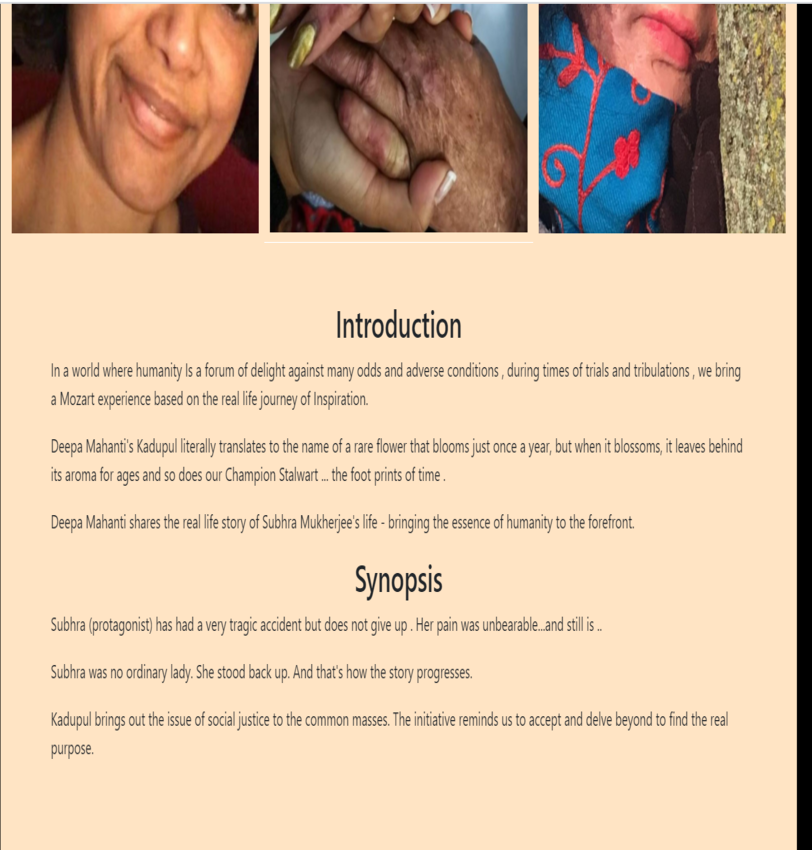 Introduction
In a world where humanity Is a forum of delight against many odds and adverse conditions , during times of trials and tribulations , we bring
a Mozart experience based on the real life journey of Inspiration.
Deepa Mahanti's Kadupul literally translates to the name of a rare flower that blooms just once a year, but when it blossoms, it leaves behind
its aroma for ages and so does our Champion Stalwart ... the foot prints of time .
Deepa Mahanti shares the real life story of Subhra Mukherjee's life - bringing the essence of humanity to the forefront.
Synopsis
Subhra (protagonist) has had a very tragic accident but does not give up . Her pain was unbearable...and still is ..
Subhra was no ordinary lady. She stood back up. And that's how the story progresses.
Kadupul brings out the issue of social justice to the common masses. The initiative reminds us to accept and delve beyond to find the real
purpose.